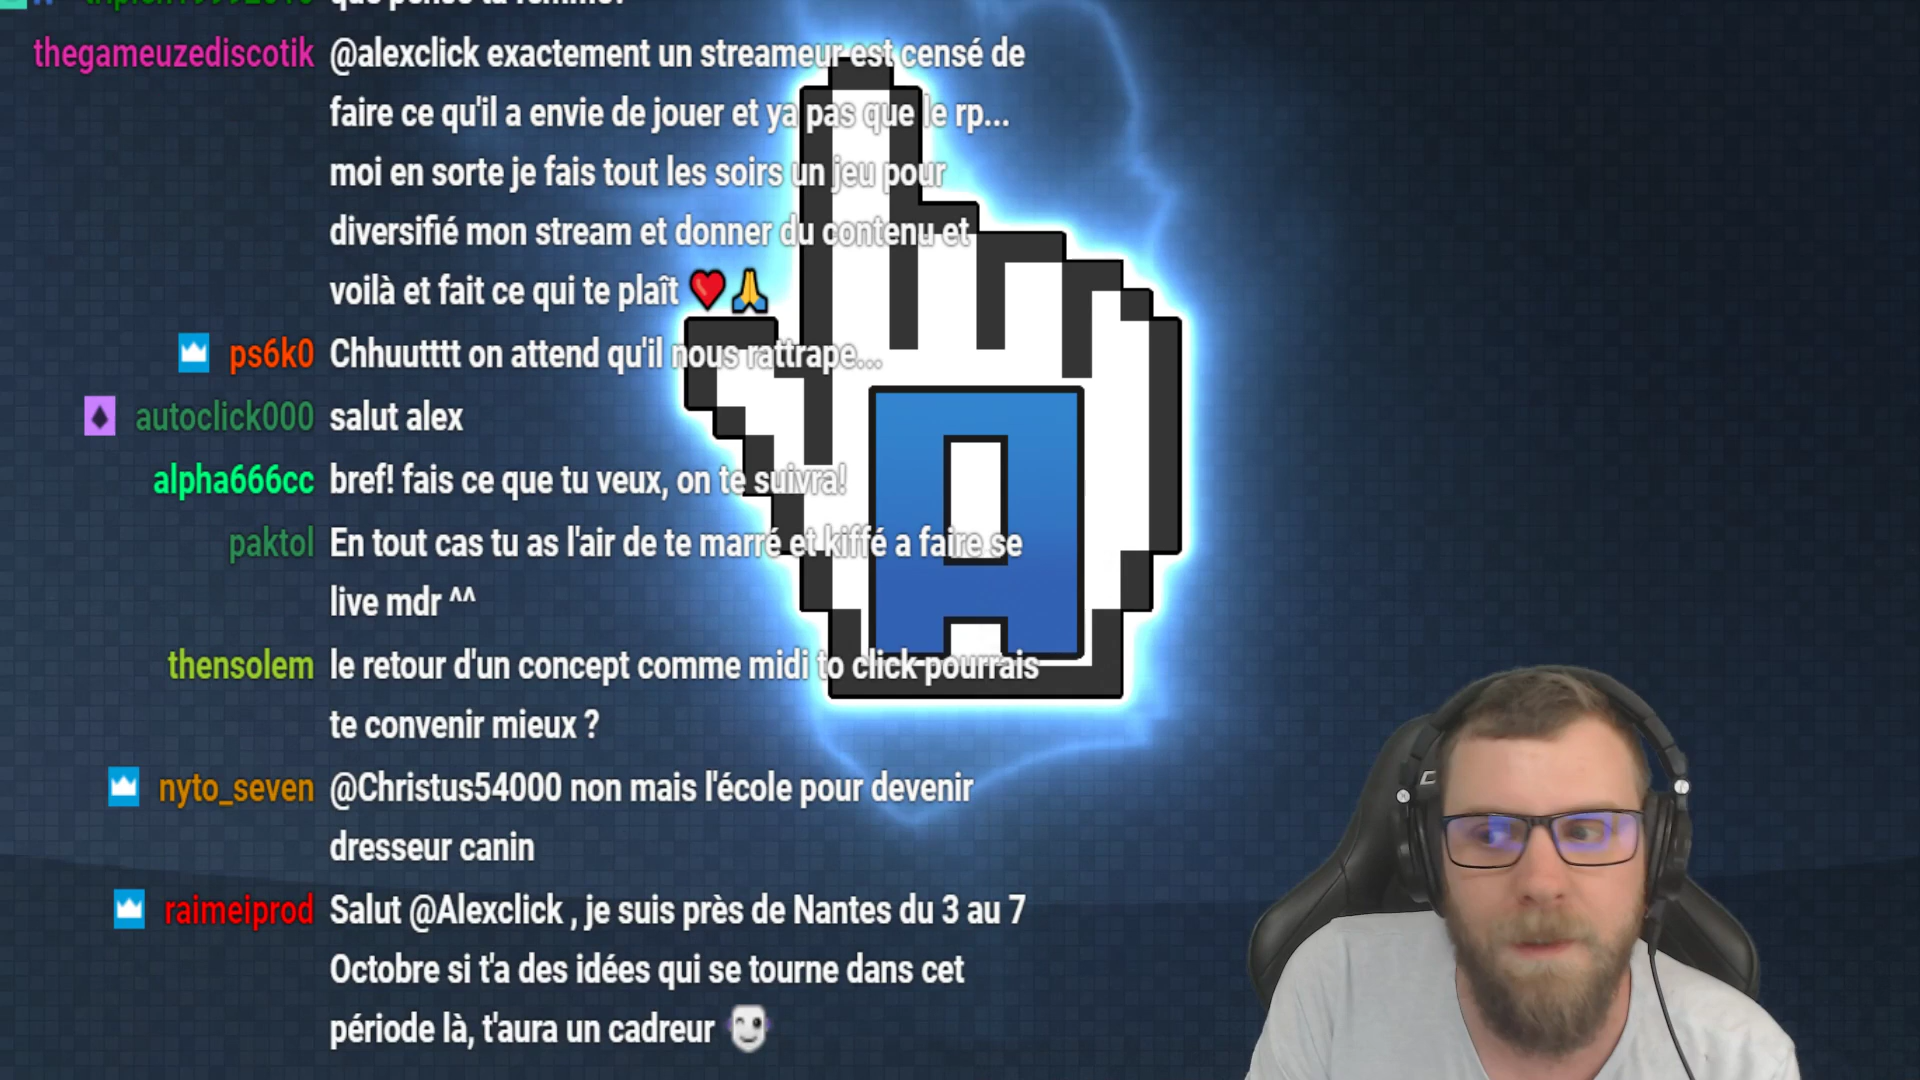 thegameuzediscotik @alexclick exactement un streameur est censé de
faire ce qu'il a envie de jouer et ya pas que le rp...
moi en sorte je fais tout les soirs un jeu pour
diversifié mon stream et donner du contenu et
voilà et fait ce qui te plaît ❤️🙏
ps6k0 Chhuutttt on attend qu'il nous rattrape...
autoclick000 salut alex
alpha666cc bref! fais ce que tu veux, on te suivra!
paktol En tout cas tu as l'air de te marré et kiffé a faire se
live mdr ^^
thensolem le retour d'un concept comme midi to click pourrais
te convenir mieux ?
nyto_seven @Christus54000 non mais l'école pour devenir
dresseur canin
raimeiprod Salut @Alexclick , je suis près de Nantes du 3 au 7
Octobre si t'a des idées qui se tourne dans cet
période là, t'aura un cadreur
A